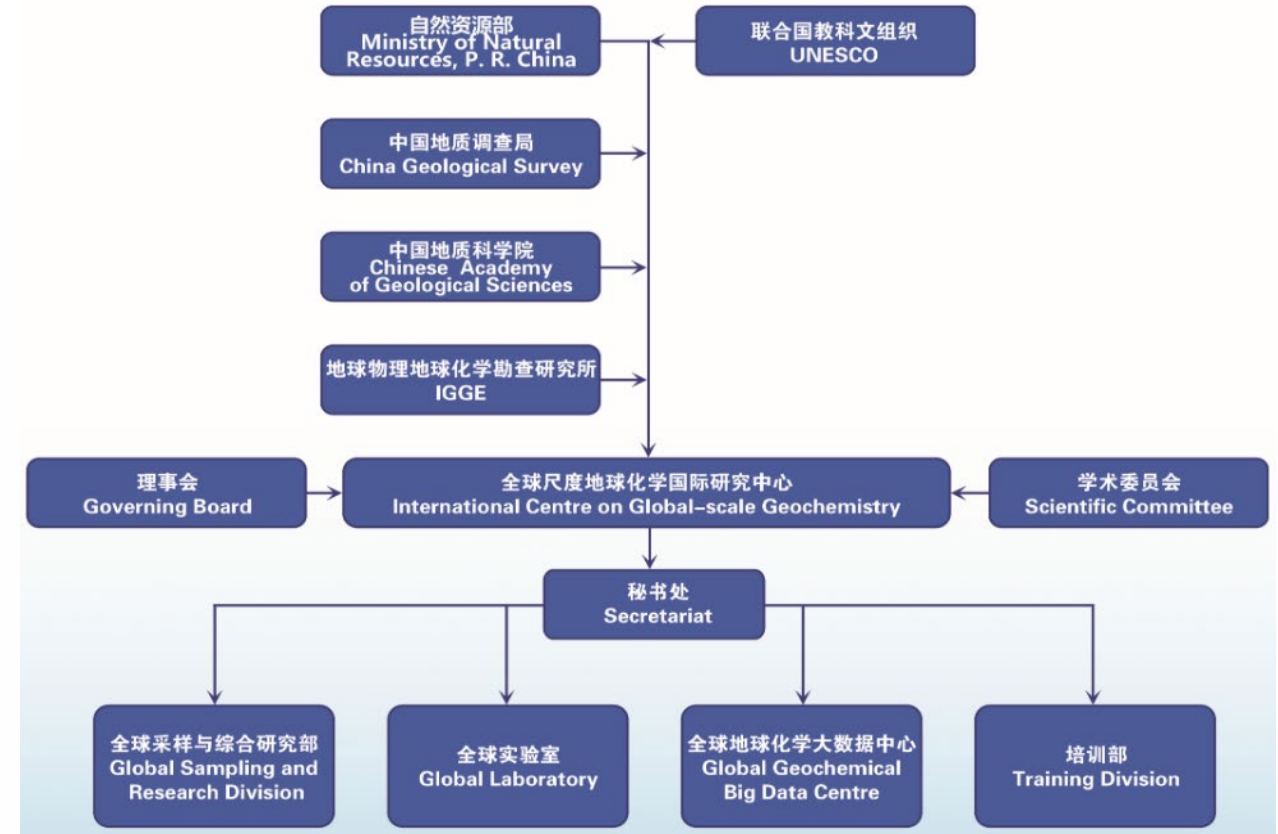 自然资源部
Ministry of Natural
Resources, P. R. China
联合国教科文组织
UNESCO
中国地质调查局
China Geological Survey
中国地质科学院
Chinese Academy
of Geological Sciences
地球物理地球化学勘查研究所
IGGE
理事会
Governing Board
全球尺度地球化学国际研究中心
International Centre on Global-scale Geochemistry
学术委员会
Scientific Committee
秘书处
Secretariat
全球采样与综合研究部
Global Sampling and
Research Division
全球实验室
Global Laboratory
全球地球化学大数据中心
Global Geochemical
Big Data Centre
培训部
Training Division